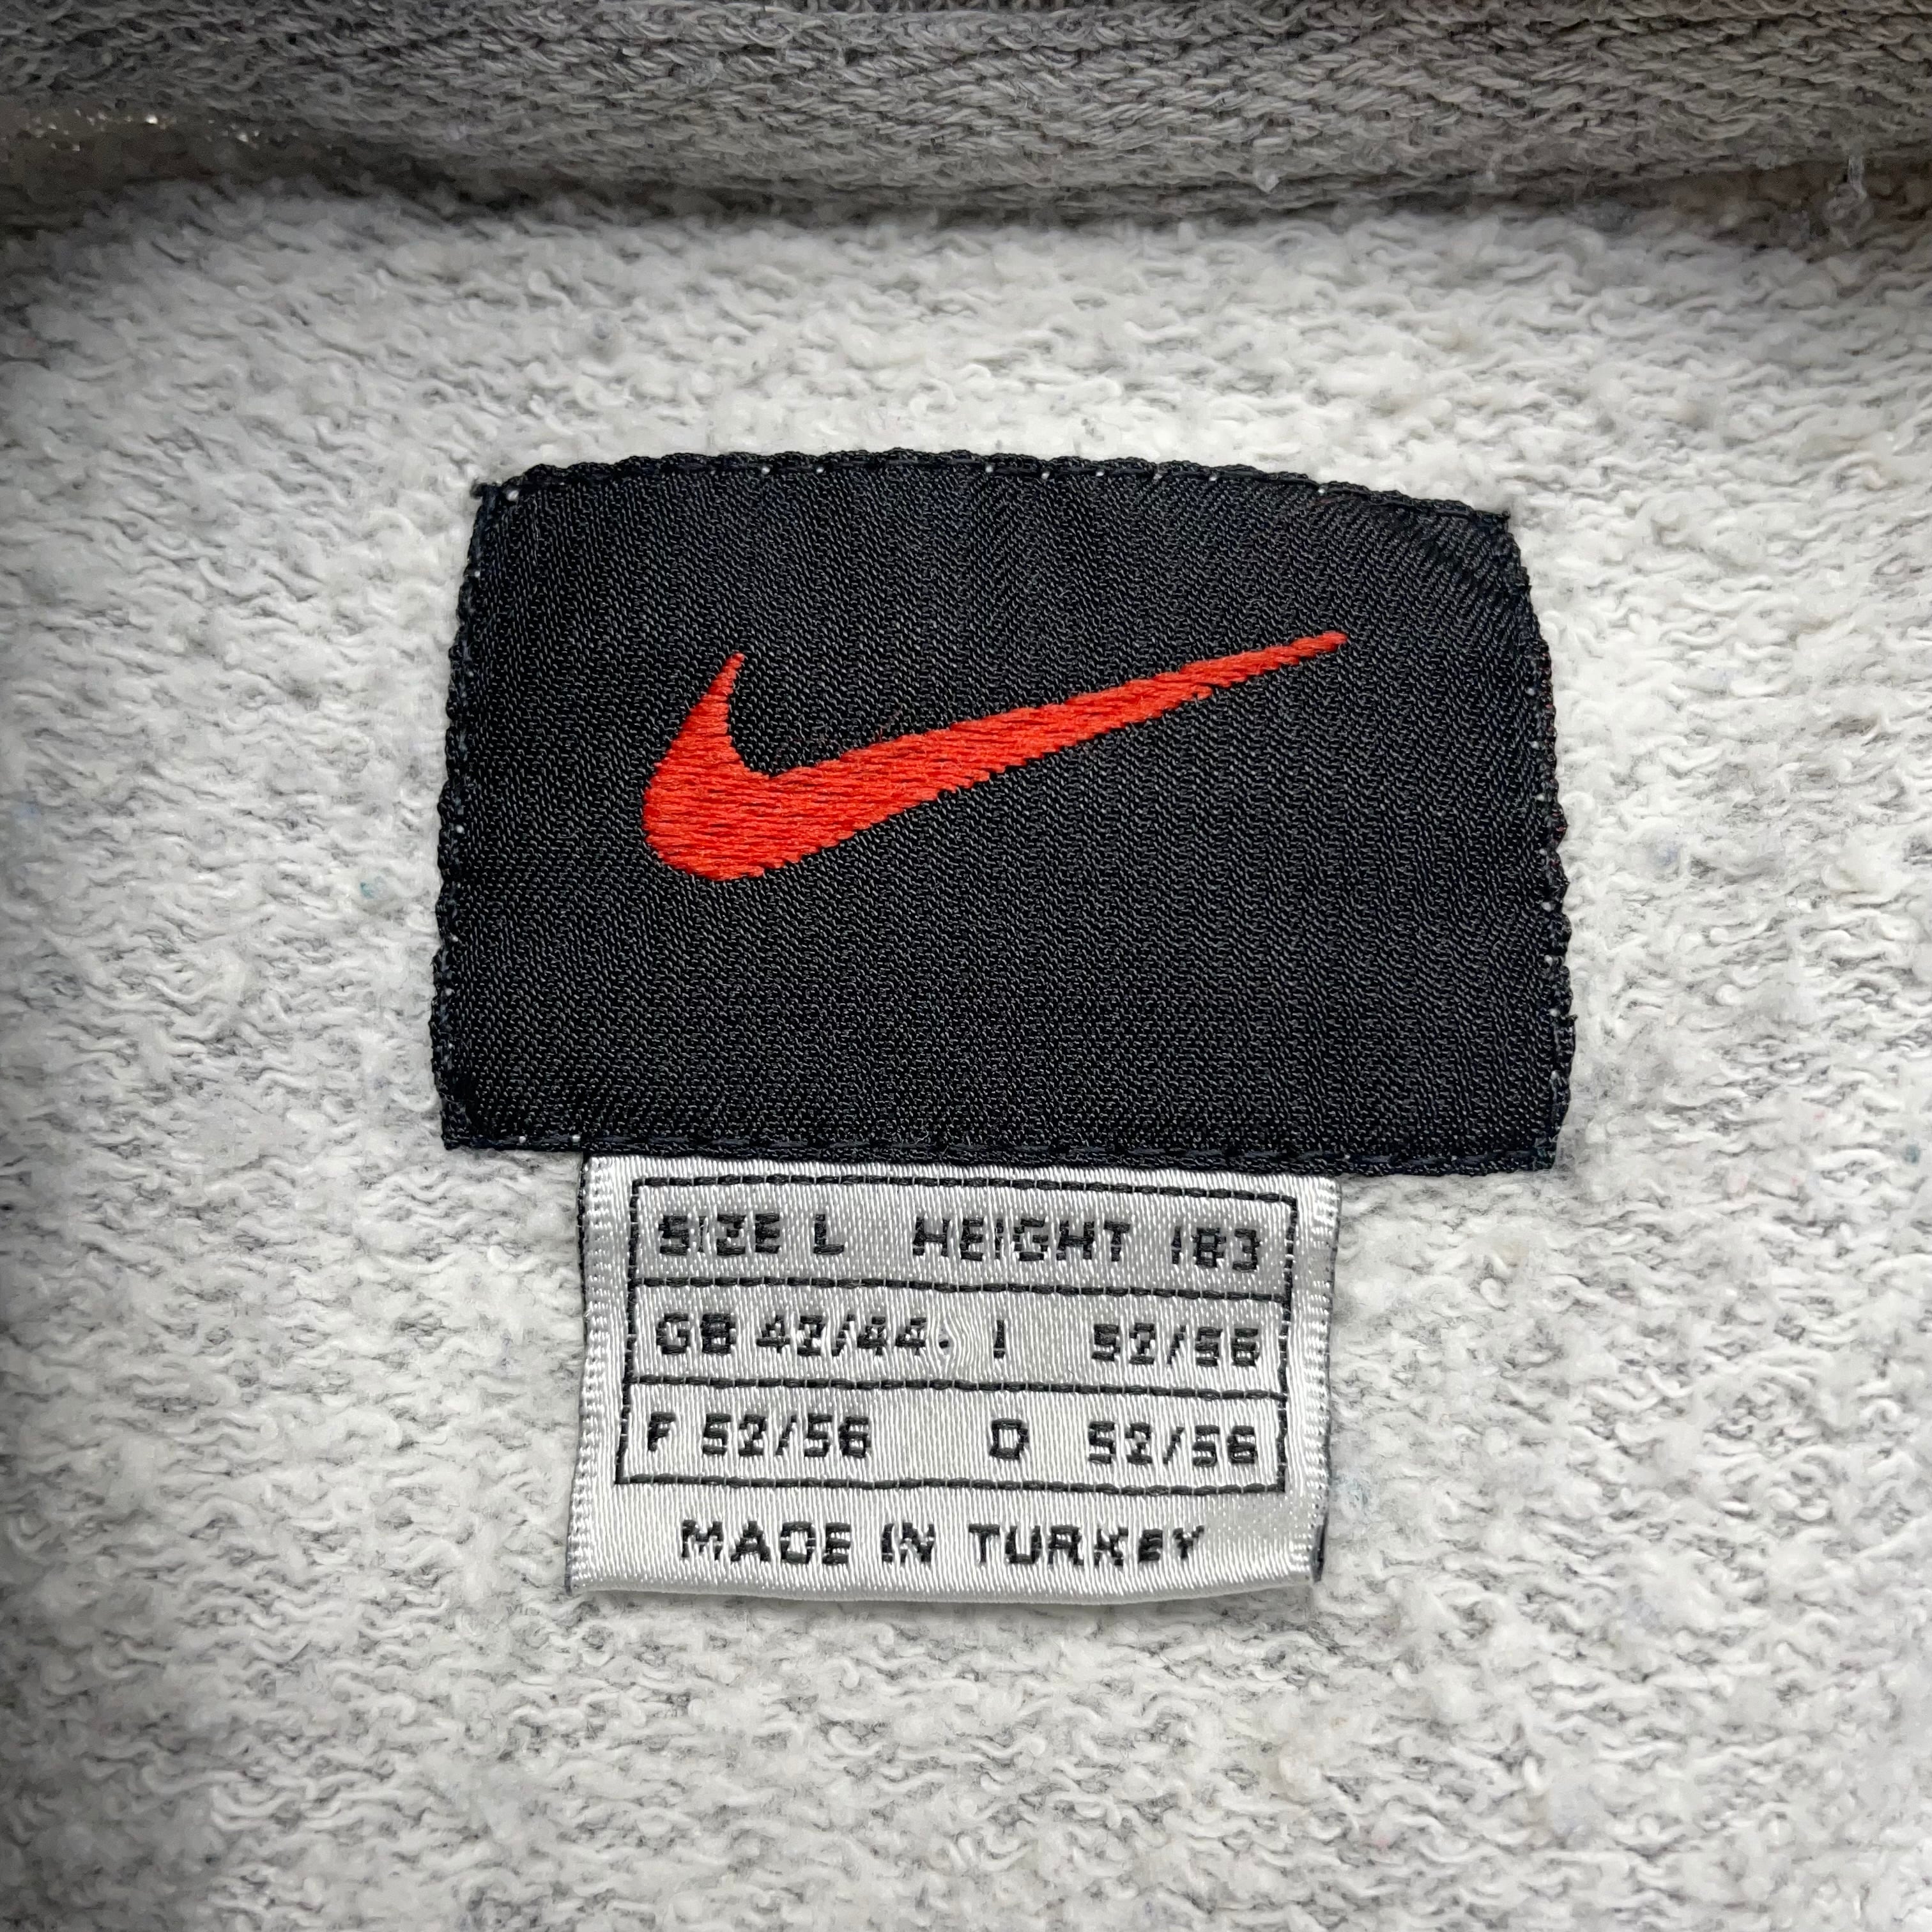 SIZE L HEIGHT 183
GB 42/44. I 52/56
F 52/56 D 52/56
MADE IN TURKEY